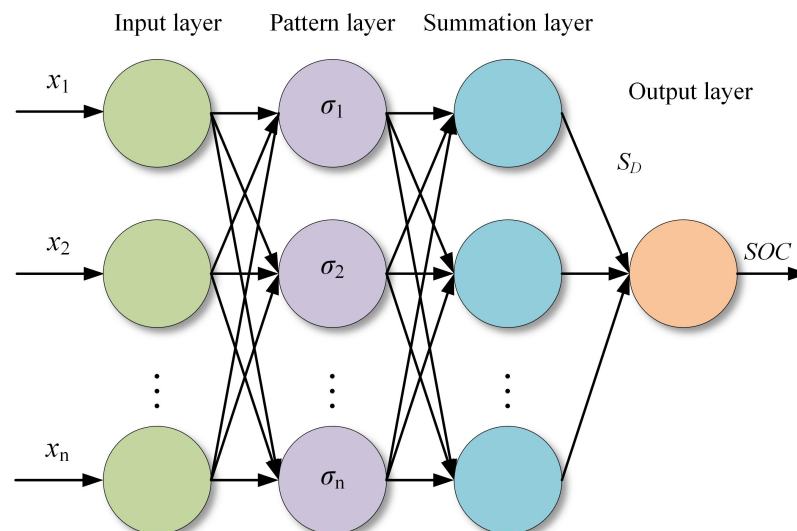 Input layer
Pattern layer
Summation layer
Output layer
x1
σ1
SD
x2
σ2
SOC
⋮ ⋮ ⋮
xn
σn